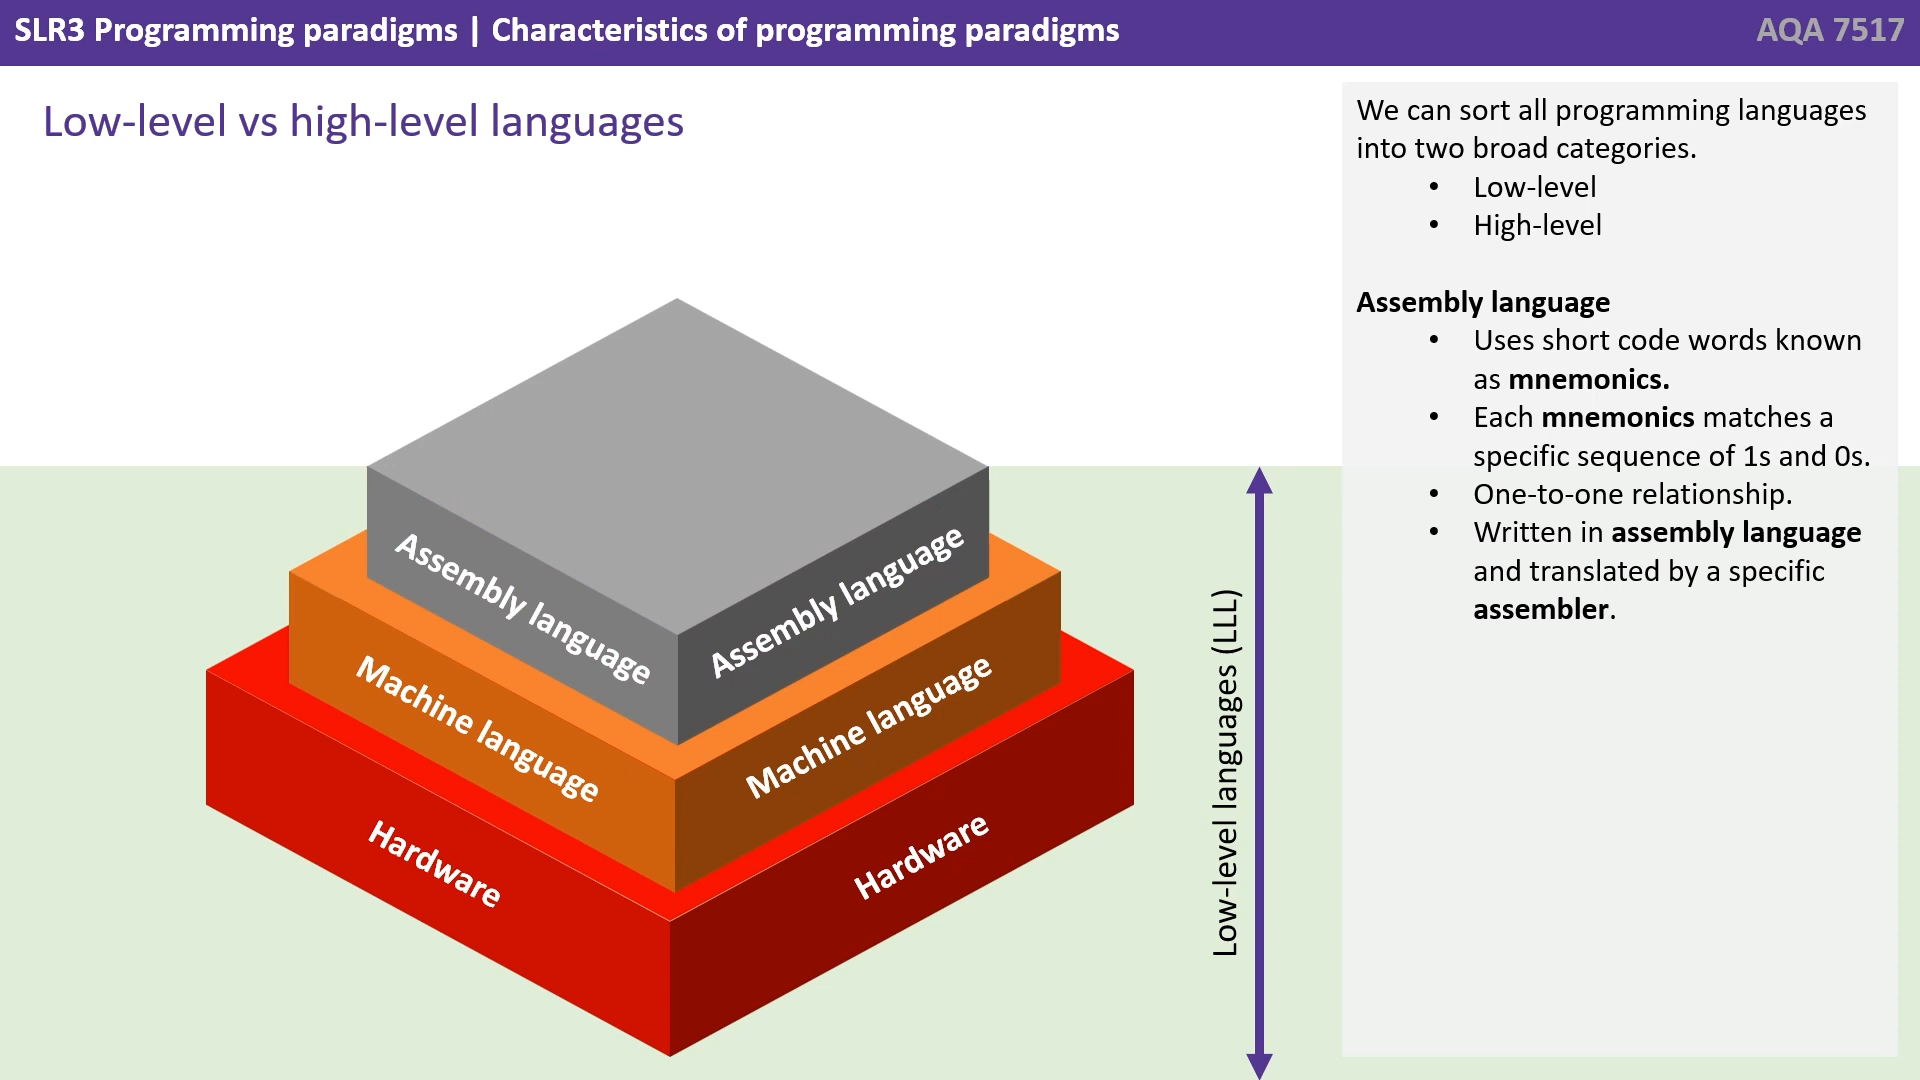 SLR3 Programming paradigms | Characteristics of programming paradigms
AQA 7517
Low-level vs high-level languages
Assembly language
Assembly language
Machine language
Machine language
Hardware
Hardware
Low-level languages (LLL)
We can sort all programming languages
into two broad categories.
• Low-level
• High-level
Assembly language
• Uses short code words known
as mnemonics.
• Each mnemonics matches a
specific sequence of 1s and 0s.
• One-to-one relationship.
• Written in assembly language
and translated by a specific
assembler.